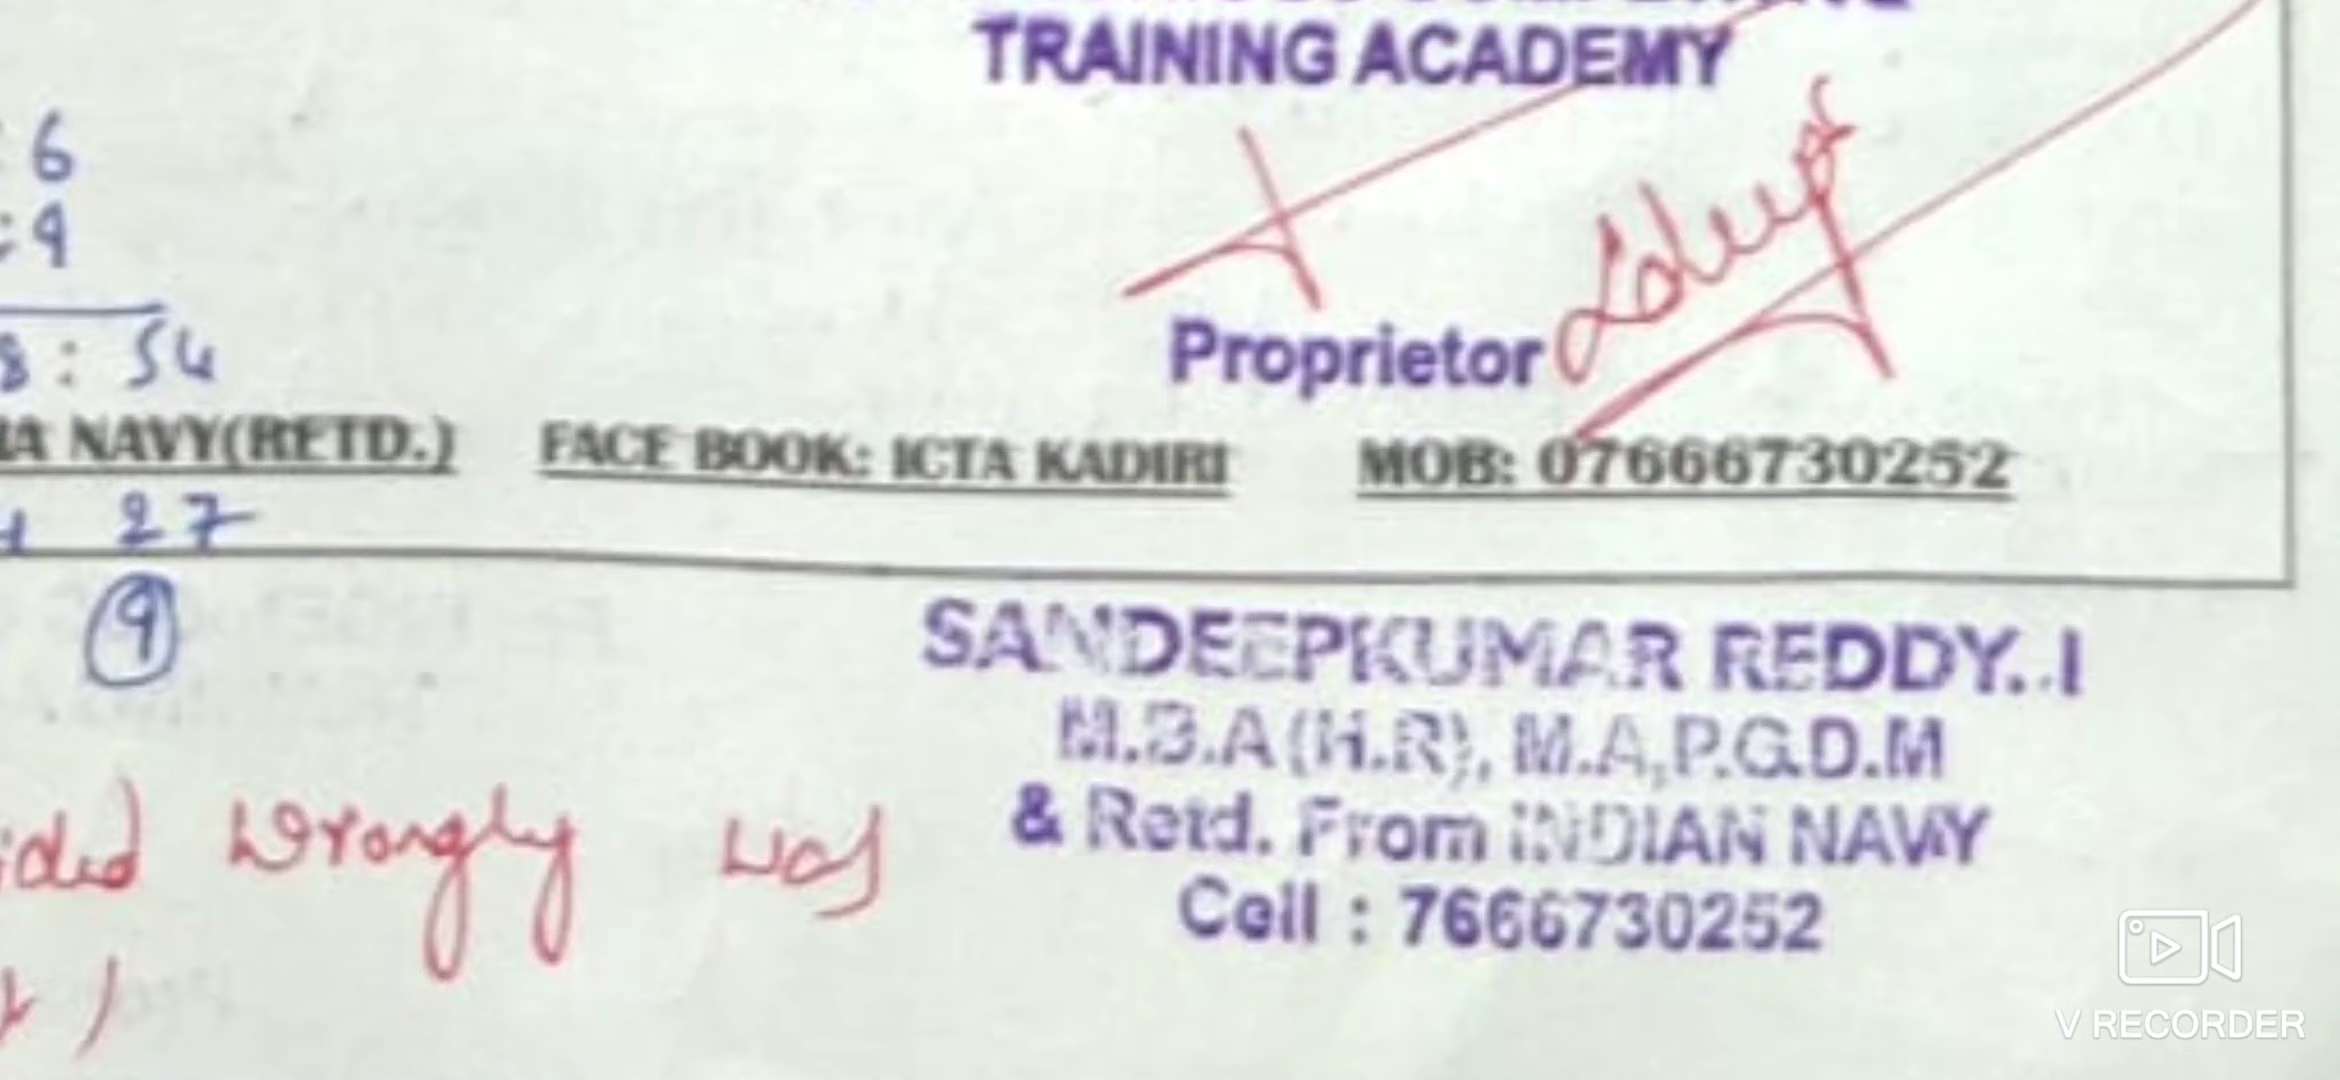 TRAINING ACADEMY
6
:9
8 : 54
Proprietor
NAVY(RETD.) FACE BOOK: ICTA KADIRI MOB: 07666730252
27
9
SANDEEPKUMAR REDDY. I
M.B.A (H.R), M.A, P.G.D.M
& Retd. From INDIAN NAVY
Cell : 7666730252
wrongly
V RECORDER